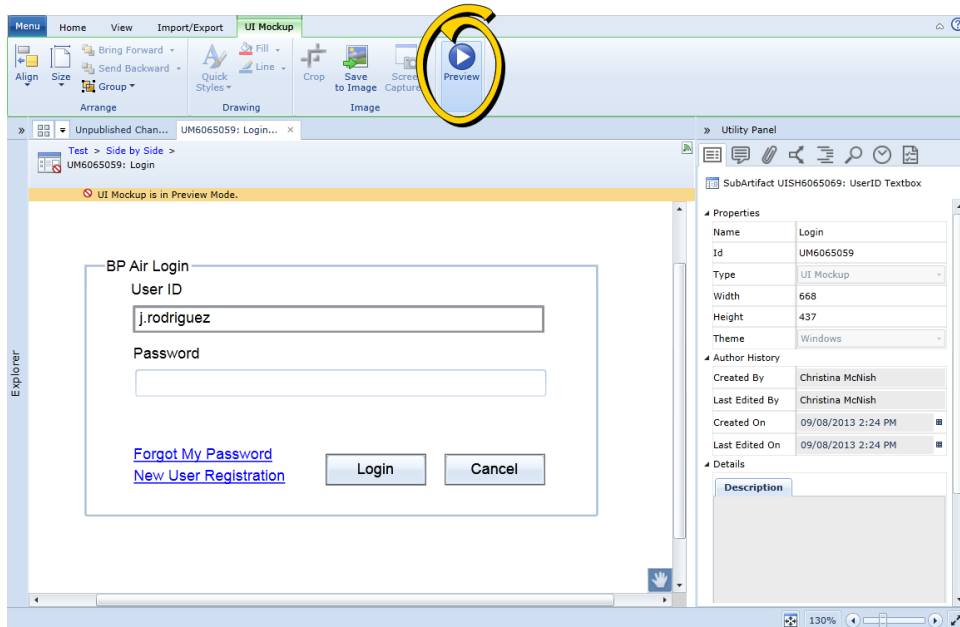 Menu Home View Import/Export UI Mockup
Bring Forward Fill
Send Backward Line
Align Size Group Quick Styles Crop Save to Image Screen Capture Preview
Arrange Drawing Image
» Unpublished Chan... UM6065059: Login... × » Utility Panel
Test > Side by Side >
UM6065059: Login
SubArtifact UISH6065069: UserID Textbox
UI Mockup is in Preview Mode.
Properties
Name Login
Id UM6065059
Type UI Mockup
Width 668
Height 437
Theme Windows
Author History
Created By Christina McNish
Last Edited By Christina McNish
Created On 09/08/2013 2:24 PM
Last Edited On 09/08/2013 2:24 PM
Details
Description
BP Air Login
User ID
j.rodriguez
Password
Forgot My Password
New User Registration
Login Cancel
Explorer
130%